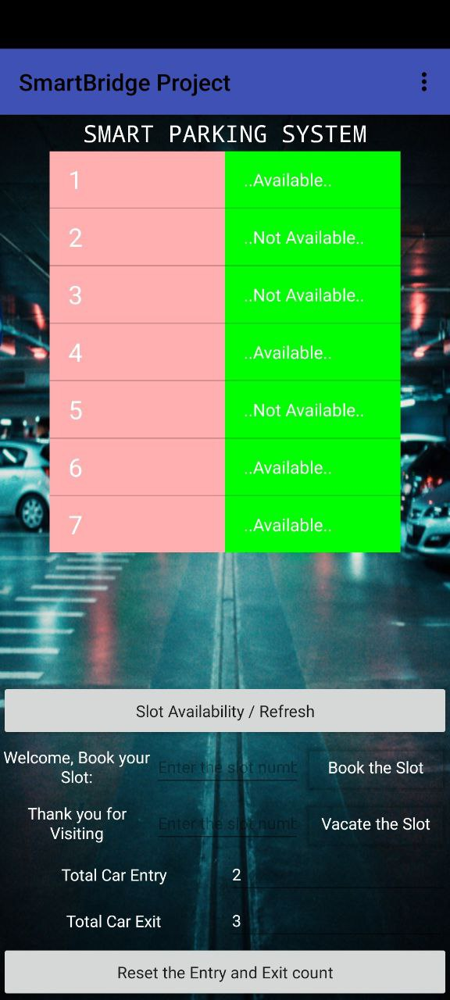 SmartBridge Project
SMART PARKING SYSTEM
1 ..Available..
2 ..Not Available..
3 ..Not Available..
4 ..Available..
5 ..Not Available..
6 ..Available..
7 ..Available..
Slot Availability / Refresh
Welcome, Book your
Slot:
Enter the slot numb
Book the Slot
Thank you for
Visiting
Enter the slot numb
Vacate the Slot
Total Car Entry 2
Total Car Exit 3
Reset the Entry and Exit count